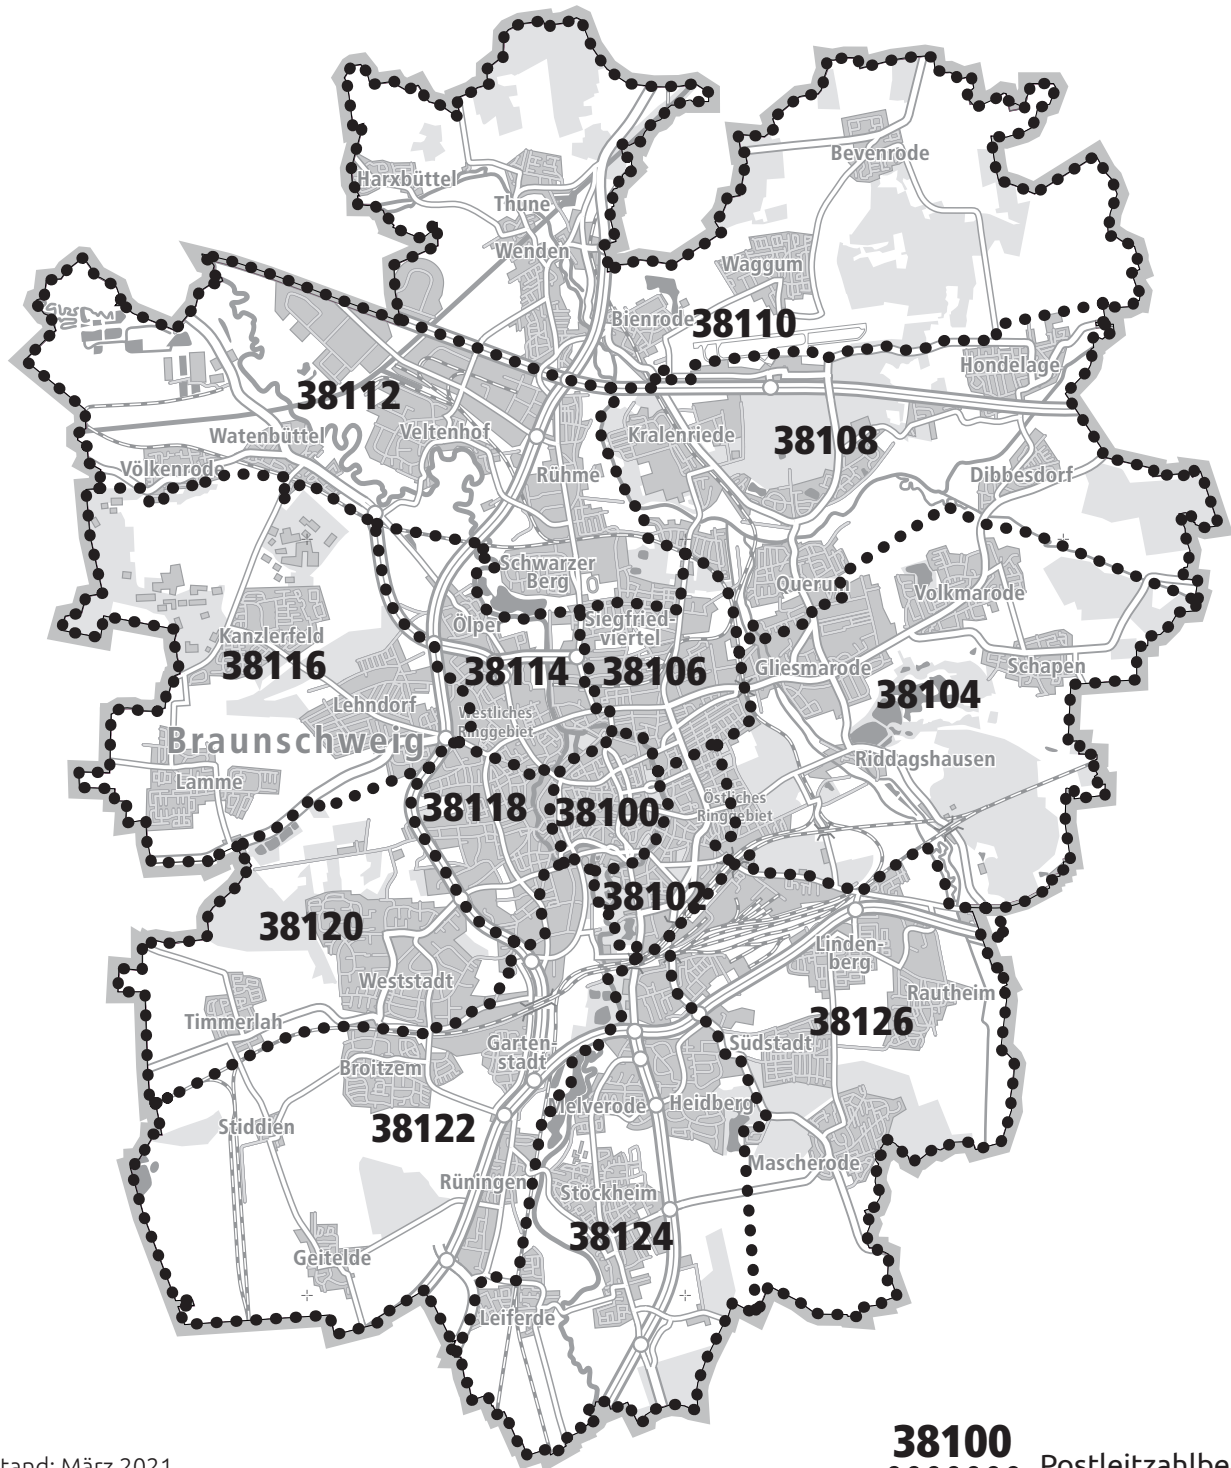 Bevenrode
Harxbüttel
Thune
Wenden
Waggum
Bienrode
38110
Hondelage
38112
Watenbüttel
Veltenhof
Kralenriede
38108
Völkenrode
Rühme
Dibbesdorf
Schwarzer
Berg
Querum
Volkmarode
Ölper
Siegfried-
viertel
Kanzlerfeld
38116
38114
38106
Gliesmarode
Schapen
38104
Lehndorf
Westliches
Ringgebiet
Braunschweig
Riddagshausen
Lamme
38118
38100
Östliches
Ringgebiet
38102
38120
Linden-
berg
Weststadt
Rautheim
Timmerlah
38126
Garten-
stadt
Südstadt
Broitzem
Melverode
Heidberg
Stiddien
38122
Mascherode
Rüningen
Stöckheim
38124
Geitelde
Leiferde
38100
tand: März 2021
Postleitzahlbe